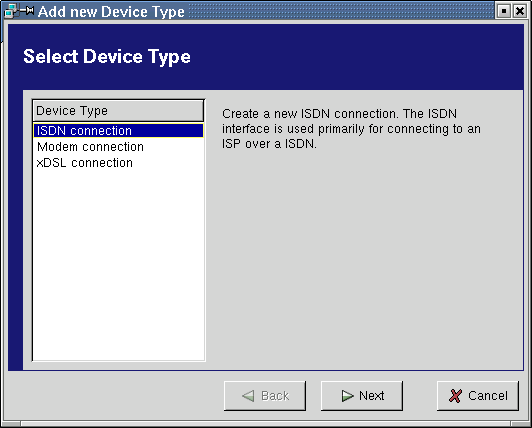 Add new Device Type
Select Device Type
Device Type
ISDN connection
Modem connection
xDSL connection
Create a new ISDN connection. The ISDN
interface is used primarily for connecting to an
ISP over a ISDN.
Back
Next
Cancel